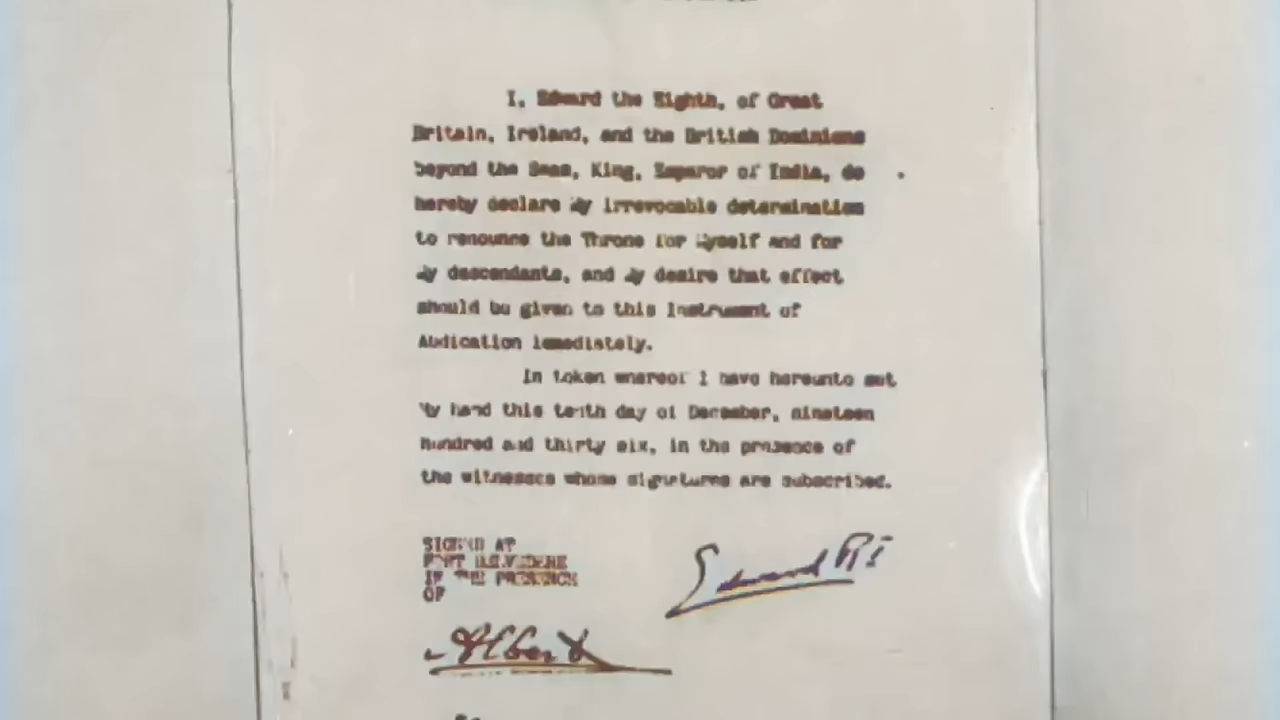 I, Edward the Eighth, of Great
Britain, Ireland, and the British Dominions
beyond the Seas, King, Emperor of India, do
hereby declare My irrevocable determination
to renounce the Throne for Myself and for
My descendants, and My desire that effect
should be given to this Instrument of
Abdication immediately.
In token whereof I have hereunto set
My hand this tenth day of December, nineteen
hundred and thirty six, in the presence of
the witnesses whose signatures are subscribed.
SIGNED AT
FORT BELVEDERE
IN THE PRESENCE
OF
Edward RI
Albert